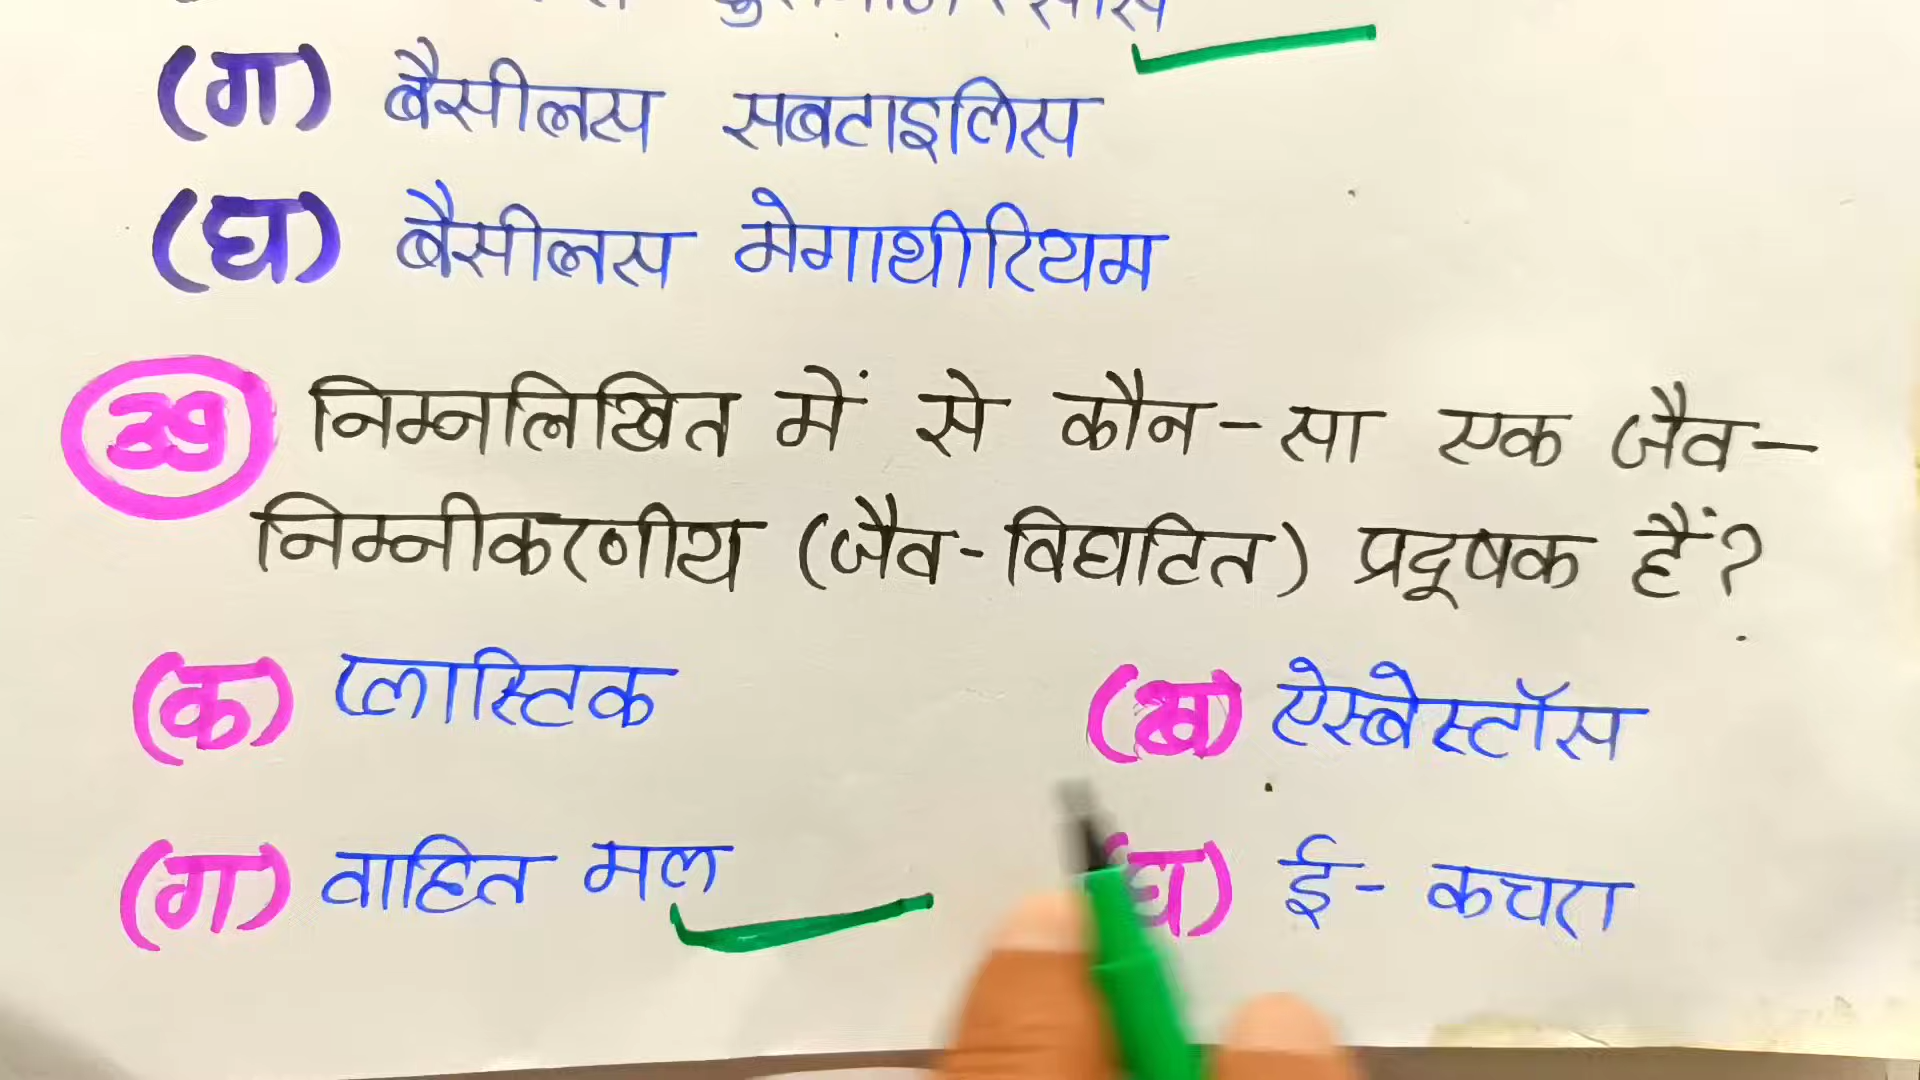 (ग) बैसीलस सबटाइलिस
(घ) बैसीलस मेगाथीरियम
29 निम्नलिखित में से कौन-सा एक जैव-
निम्नीकरणीय (जैव-विघटित) प्रदूषक हैं?
(क) प्लास्टिक (ख) ऐस्बेस्टॉस
(ग) वाहित मल (घ) ई-कचरा